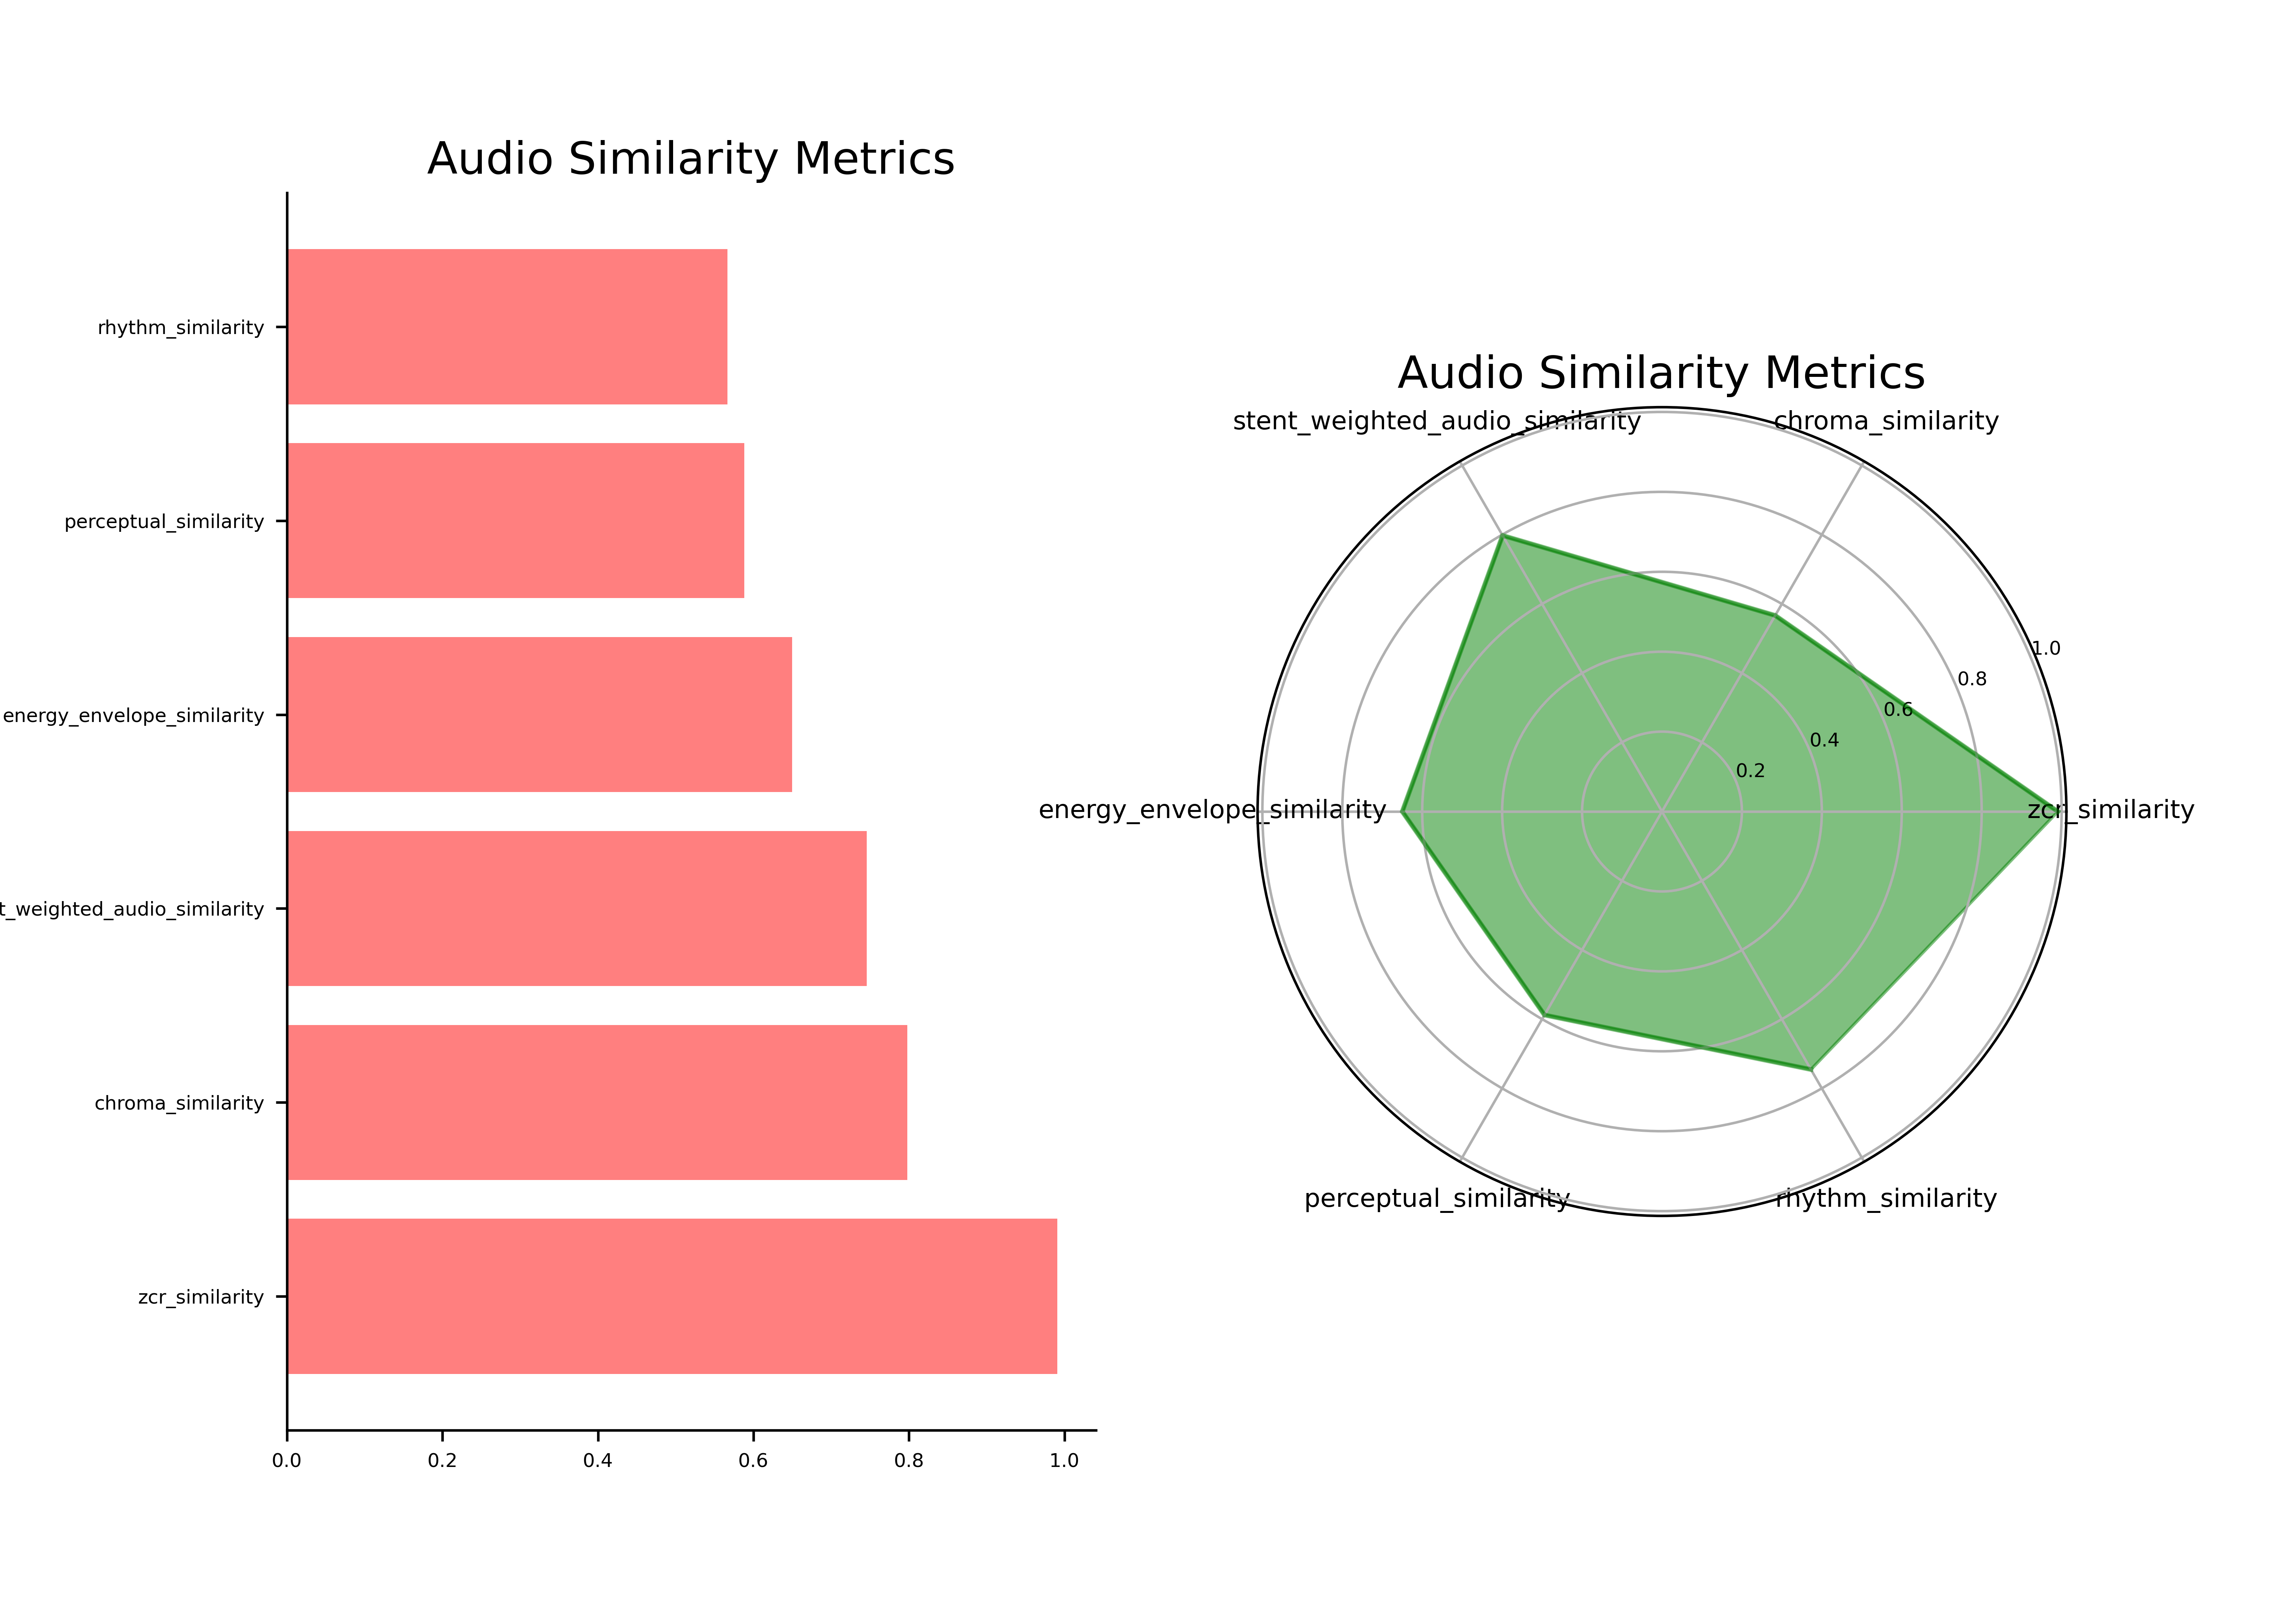 Audio Similarity Metrics
rhythm_similarity
perceptual_similarity
energy_envelope_similarity
t_weighted_audio_similarity
chroma_similarity
zcr_similarity
0.0 0.2 0.4 0.6 0.8 1.0
Audio Similarity Metrics
stent_weighted_audio_similarity chroma_similarity
1.0
0.8
0.6
0.4
0.2
energy_envelope_similarity zcr_similarity
perceptual_similarity rhythm_similarity